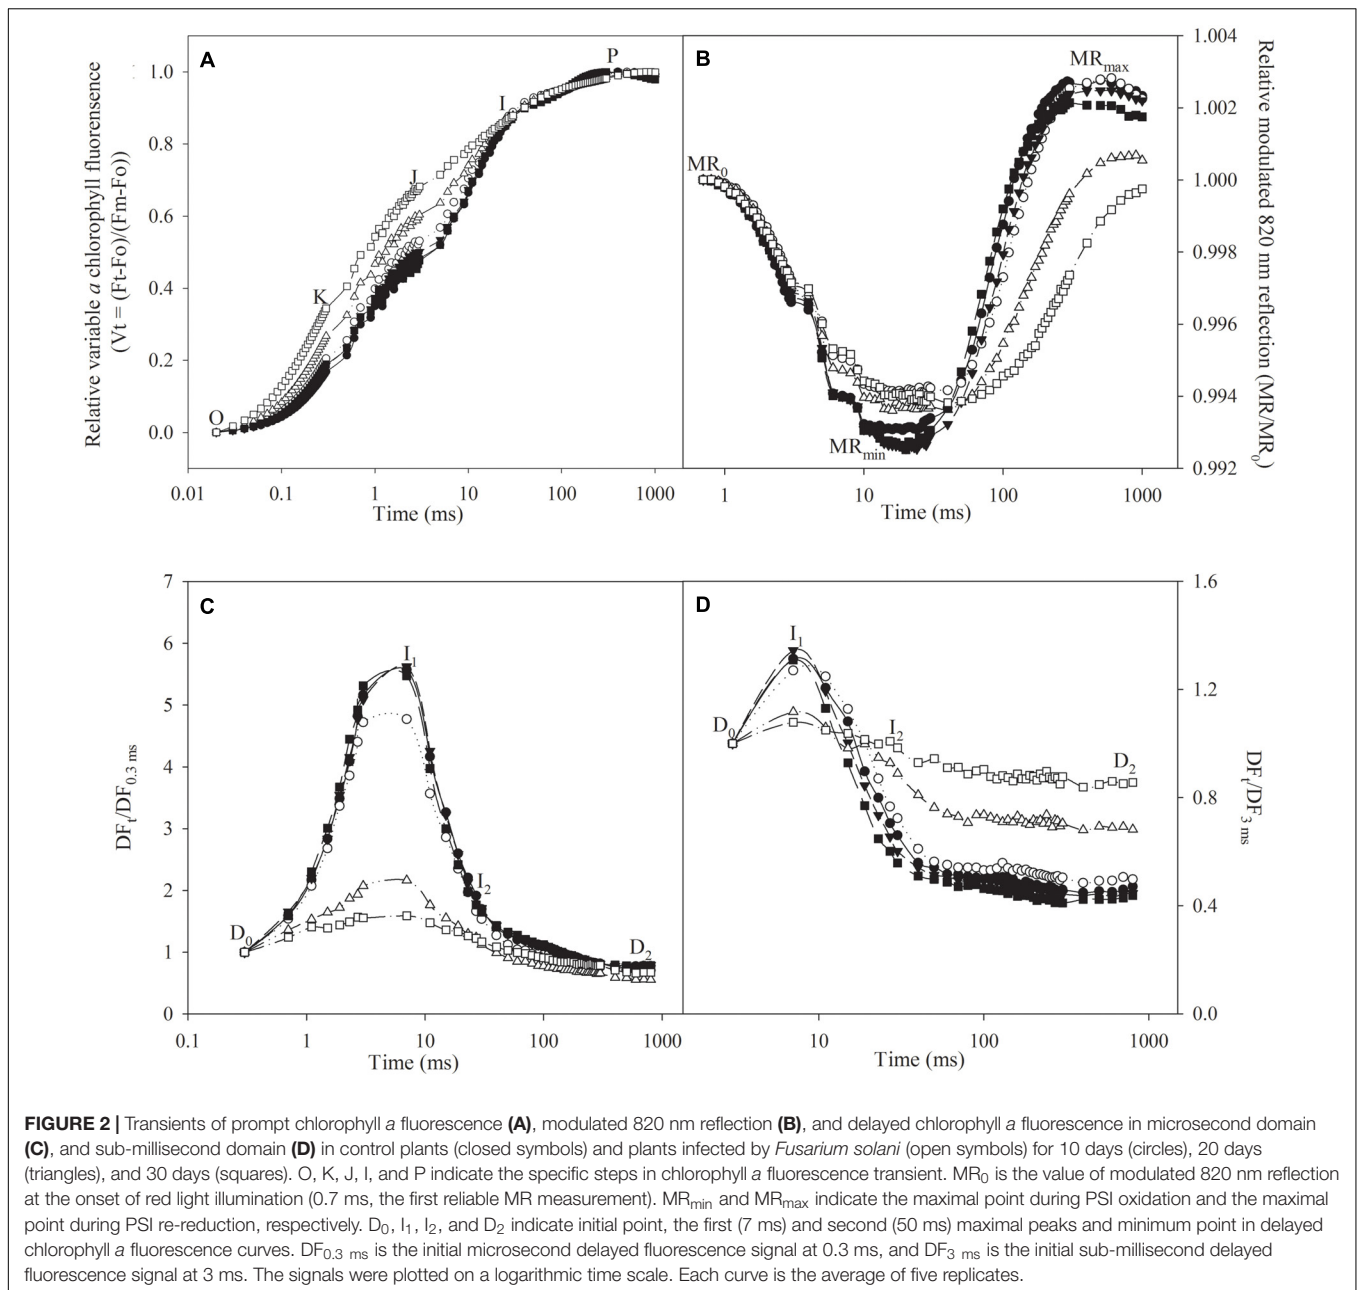 A
P
I
J
K
O
1.0
0.8
0.6
0.4
0.2
0.0
0.01
0.1
1
10
100
1000
Time (ms)
Relative variable a chlorophyll fluorensence
(Vt = (Ft-Fo)/(Fm-Fo))
B
MR0
MRmax
MRmin
1.004
1.002
1.000
0.998
0.996
0.994
0.992
1
10
100
1000
Time (ms)
Relative modulated 820 nm reflection (MR/MR0)
C
D0
I1
I2
D2
7
6
5
4
3
2
1
0
0.1
1
10
100
1000
Time (ms)
DFt/DF0.3 ms
D
D0
I1
I2
D2
1.6
1.2
0.8
0.4
0.0
10
100
1000
Time (ms)
DFt/DF3 ms
FIGURE 2 | Transients of prompt chlorophyll a fluorescence (A), modulated 820 nm reflection (B), and delayed chlorophyll a fluorescence in microsecond domain
(C), and sub-millisecond domain (D) in control plants (closed symbols) and plants infected by Fusarium solani (open symbols) for 10 days (circles), 20 days
(triangles), and 30 days (squares). O, K, J, I, and P indicate the specific steps in chlorophyll a fluorescence transient. MR0 is the value of modulated 820 nm reflection
at the onset of red light illumination (0.7 ms, the first reliable MR measurement). MRmin and MRmax indicate the maximal point during PSI oxidation and the maximal
point during PSI re-reduction, respectively. D0, I1, I2, and D2 indicate initial point, the first (7 ms) and second (50 ms) maximal peaks and minimum point in delayed
chlorophyll a fluorescence curves. DF0.3 ms is the initial microsecond delayed fluorescence signal at 0.3 ms, and DF3 ms is the initial sub-millisecond delayed
fluorescence signal at 3 ms. The signals were plotted on a logarithmic time scale. Each curve is the average of five replicates.